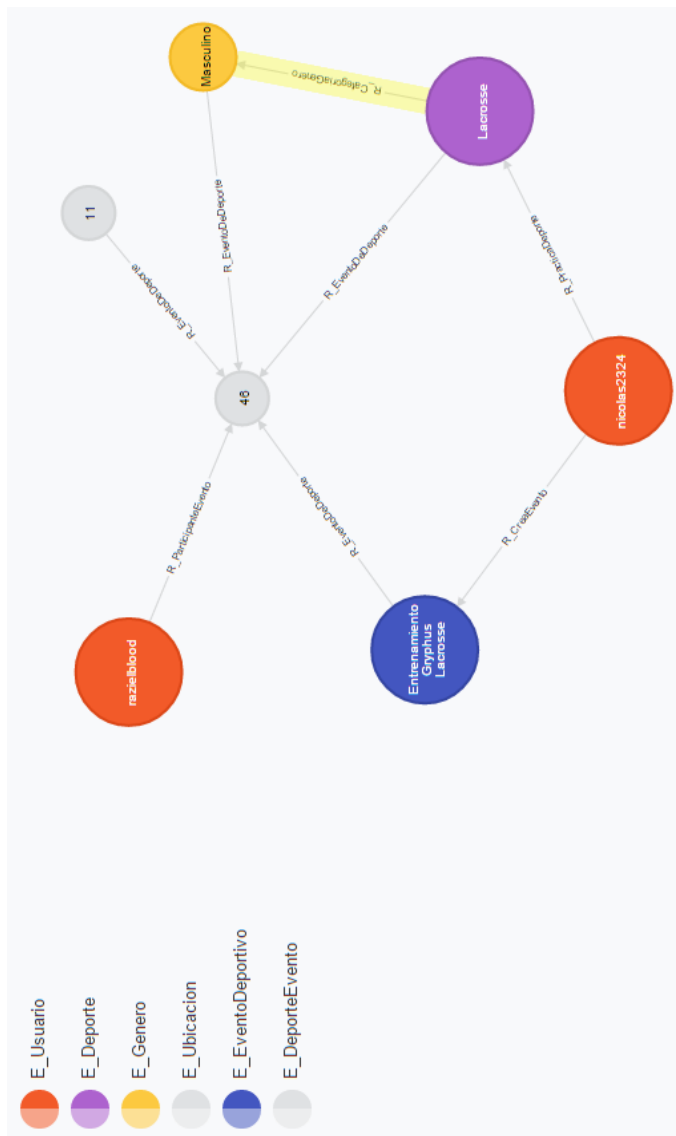 E_Usuario
E_Deporte
E_Genero
E_Ubicacion
E_EventoDeportivo
E_DeporteEvento
razielblood
R_ParticipanteEvento
11
R_EventoDeDeporte
Masculino
R_EventoDeDeporte
46
R_CategoriaGenero
R_EventoDeDeporte
Lacrosse
R_EventoDeDeporte
Entrenamiento
Gryphus
Lacrosse
R_CreaEvento
R_PracticaDeporte
nicolas2324